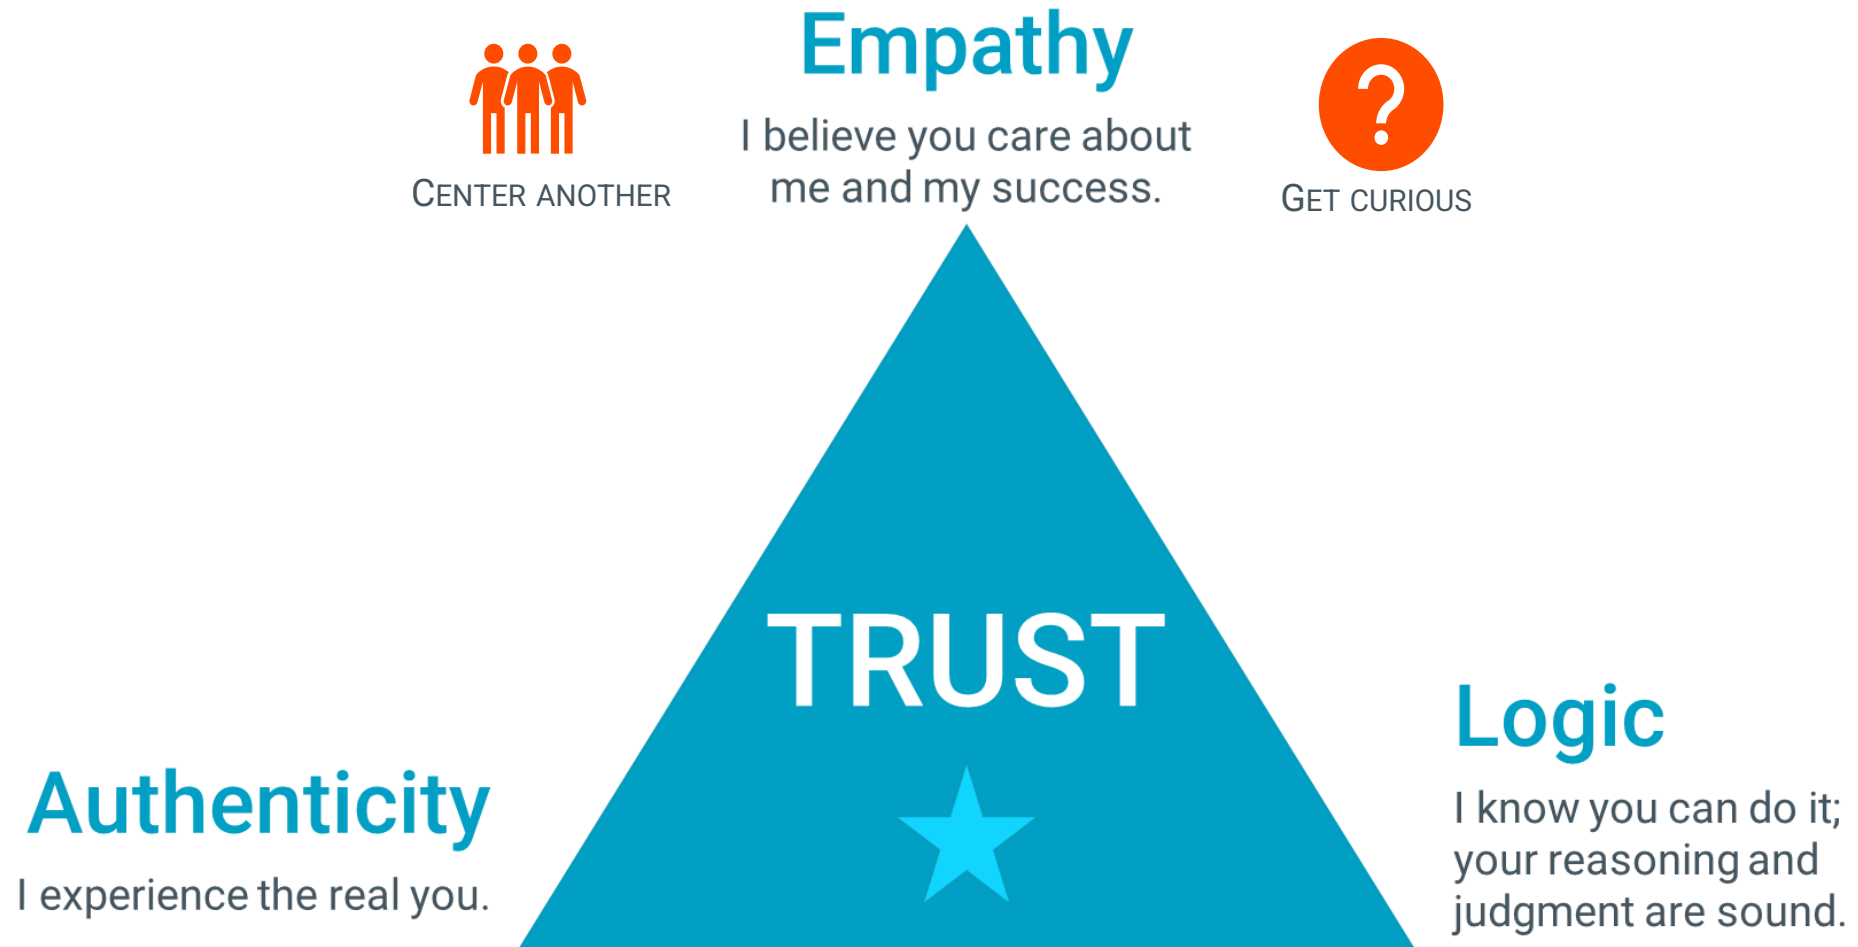 Empathy
I believe you care about
me and my success.
CENTER ANOTHER
?
GET CURIOUS
TRUST
Authenticity
I experience the real you.
Logic
I know you can do it;
your reasoning and
judgment are sound.